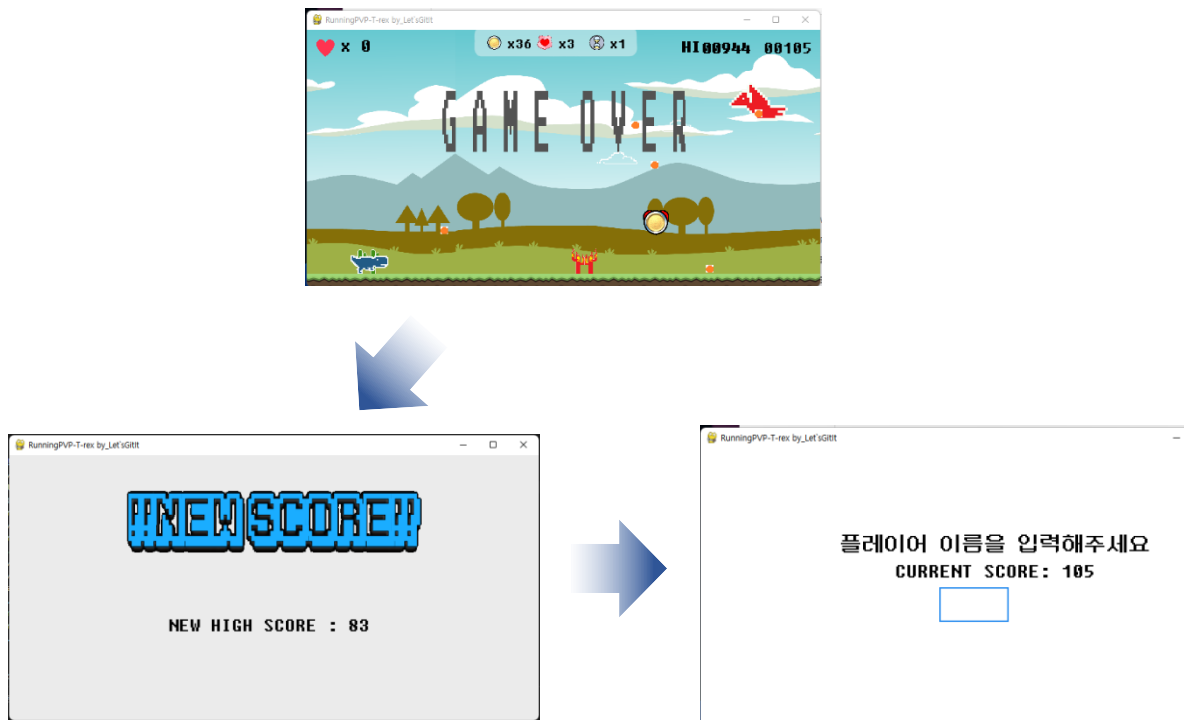 RunningPVP-T-rex by_Let'sGitIt
x 0
x36 x3 x1
HI 00944 00105
GAME OVER
RunningPVP-T-rex by_Let'sGitIt
!!NEW SCORE!!
NEW HIGH SCORE : 83
RunningPVP-T-rex by_Let'sGitIt
플레이어 이름을 입력해주세요
CURRENT SCORE: 105